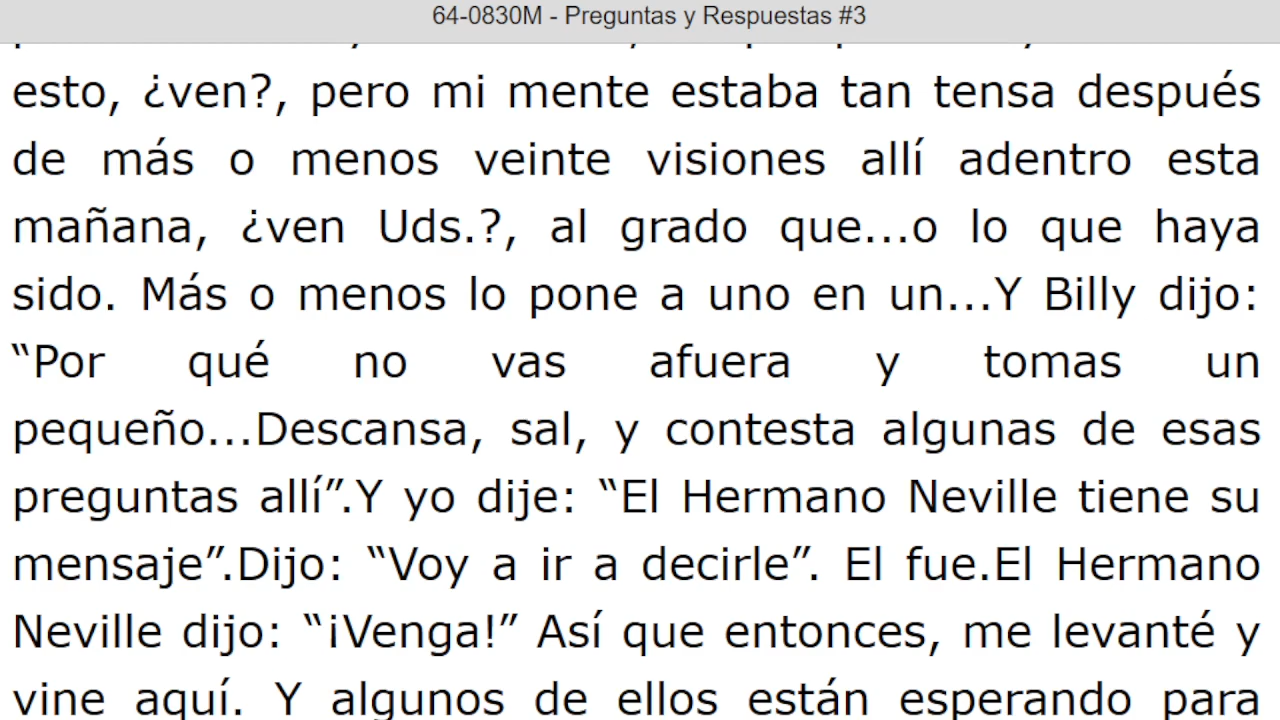 64-0830M - Preguntas y Respuestas #3
esto, ¿ven?, pero mi mente estaba tan tensa después
de más o menos veinte visiones allí adentro esta
mañana, ¿ven Uds.?, al grado que...o lo que haya
sido. Más o menos lo pone a uno en un...Y Billy dijo:
“Por qué no vas afuera y tomas un
pequeño...Descansa, sal, y contesta algunas de esas
preguntas allí”.Y yo dije: “El Hermano Neville tiene su
mensaje”.Dijo: “Voy a ir a decirle”. El fue.El Hermano
Neville dijo: “¡Venga!” Así que entonces, me levanté y
vine aquí. Y algunos de ellos están esperando para